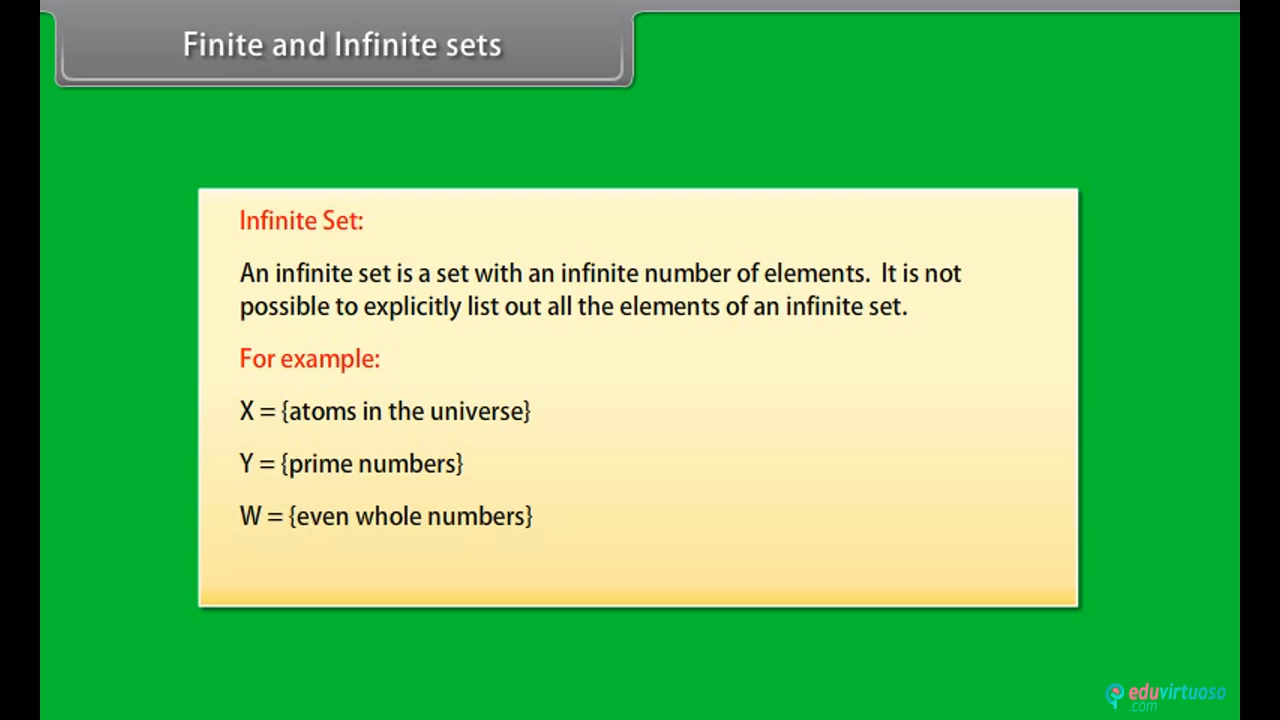 Finite and Infinite sets
Infinite Set:
An infinite set is a set with an infinite number of elements.  It is not
possible to explicitly list out all the elements of an infinite set.
For example:
X = {atoms in the universe}
Y = {prime numbers}
W = {even whole numbers}
eduvirtuoso
.com